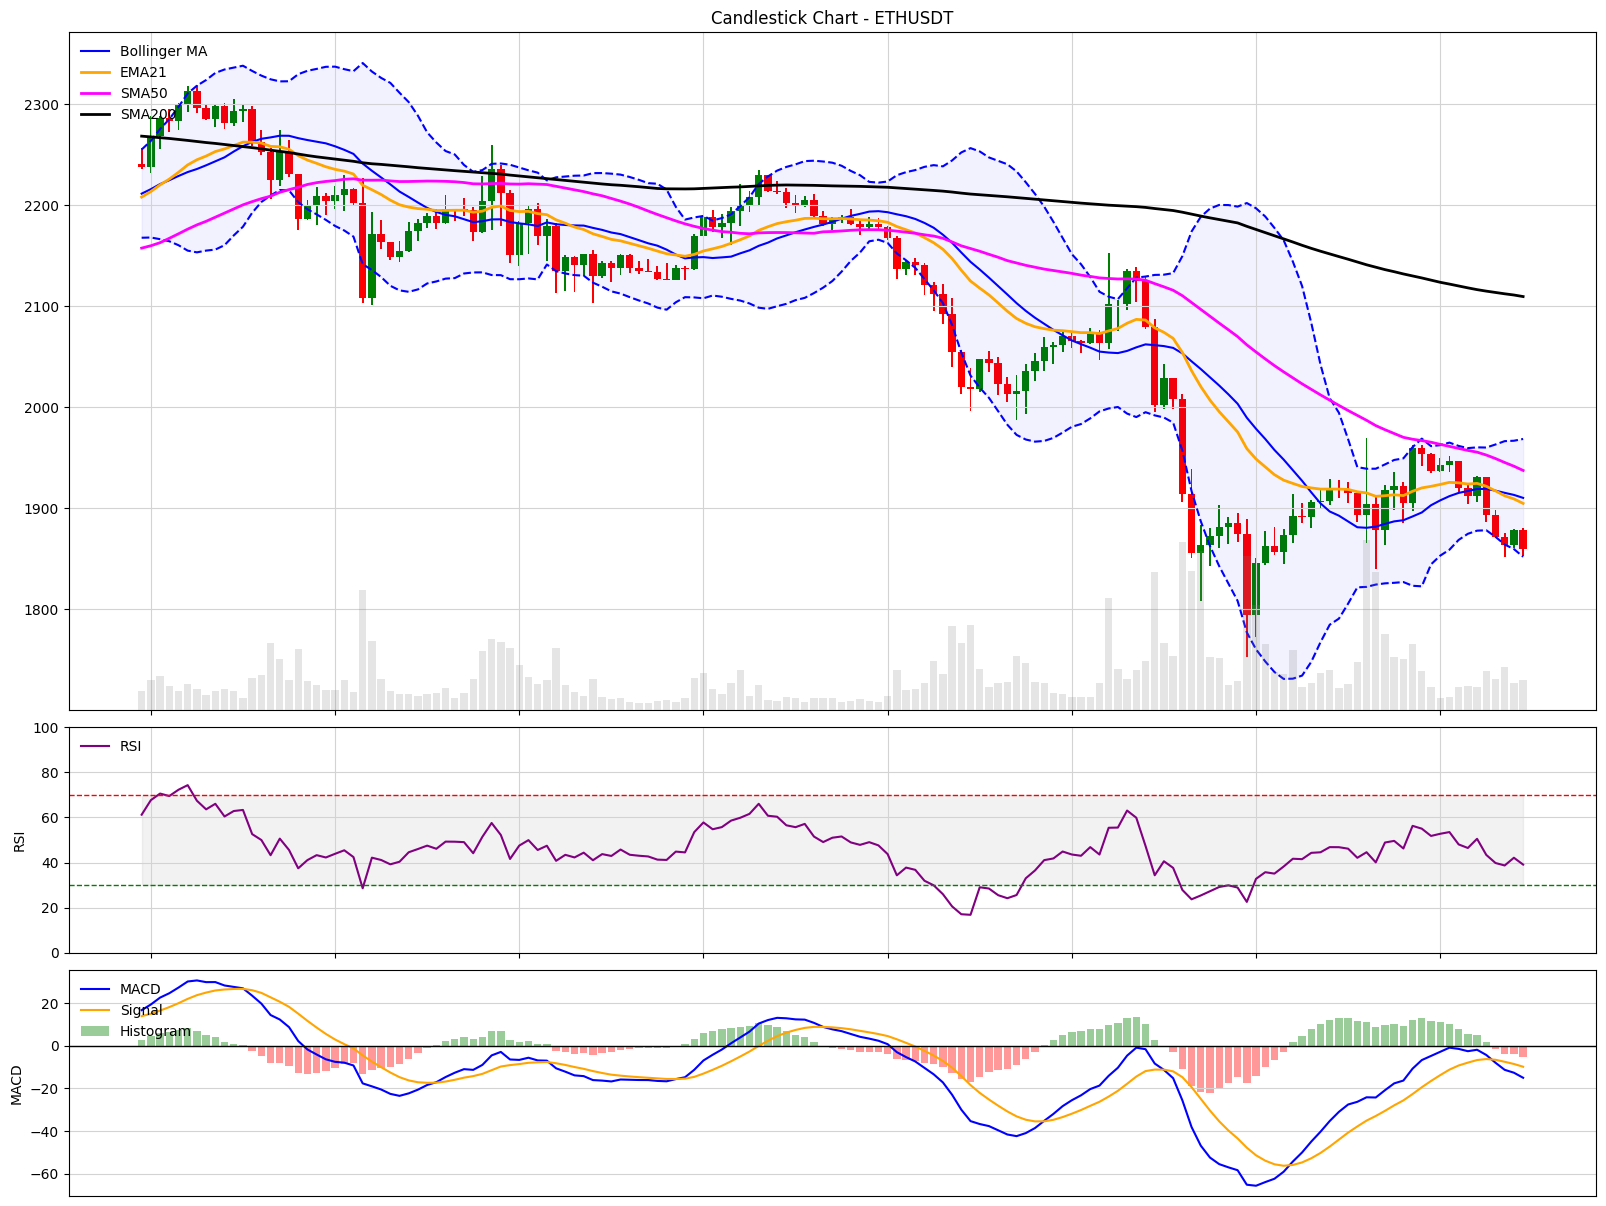 Candlestick Chart - ETHUSDT
Bollinger MA
EMA21
SMA50
SMA200
2300
2200
2100
2000
1900
1800
RSI
100
80
60
40
20
0
RSI
MACD
Signal
Histogram
20
0
−20
−40
−60
MACD